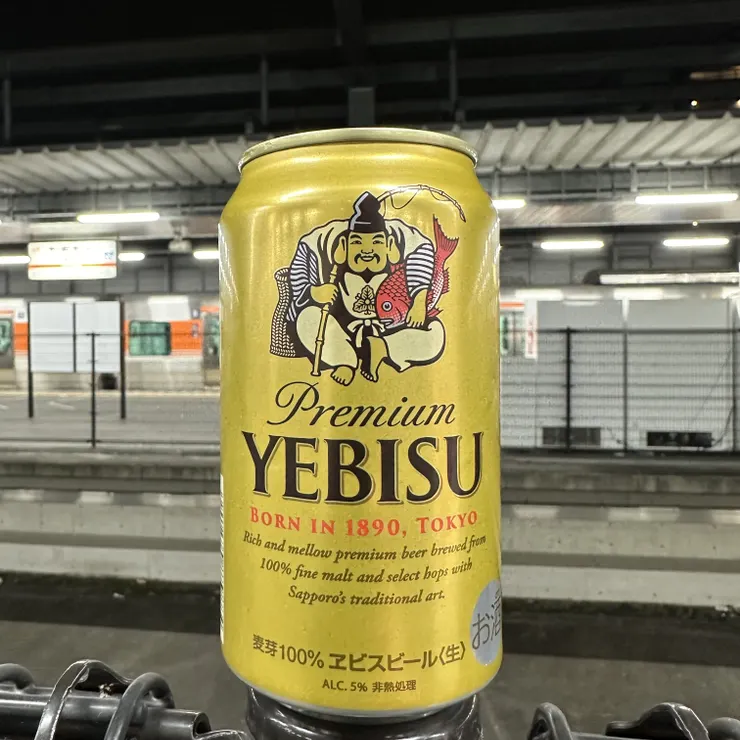 Premium
YEBISU
BORN IN 1890, TOKYO
Rich and mellow premium beer brewed from
100% fine malt and select hops with
Sapporo's traditional art.
お酒
麦芽100% ヱビスビール〈生〉
ALC. 5% 非熱処理